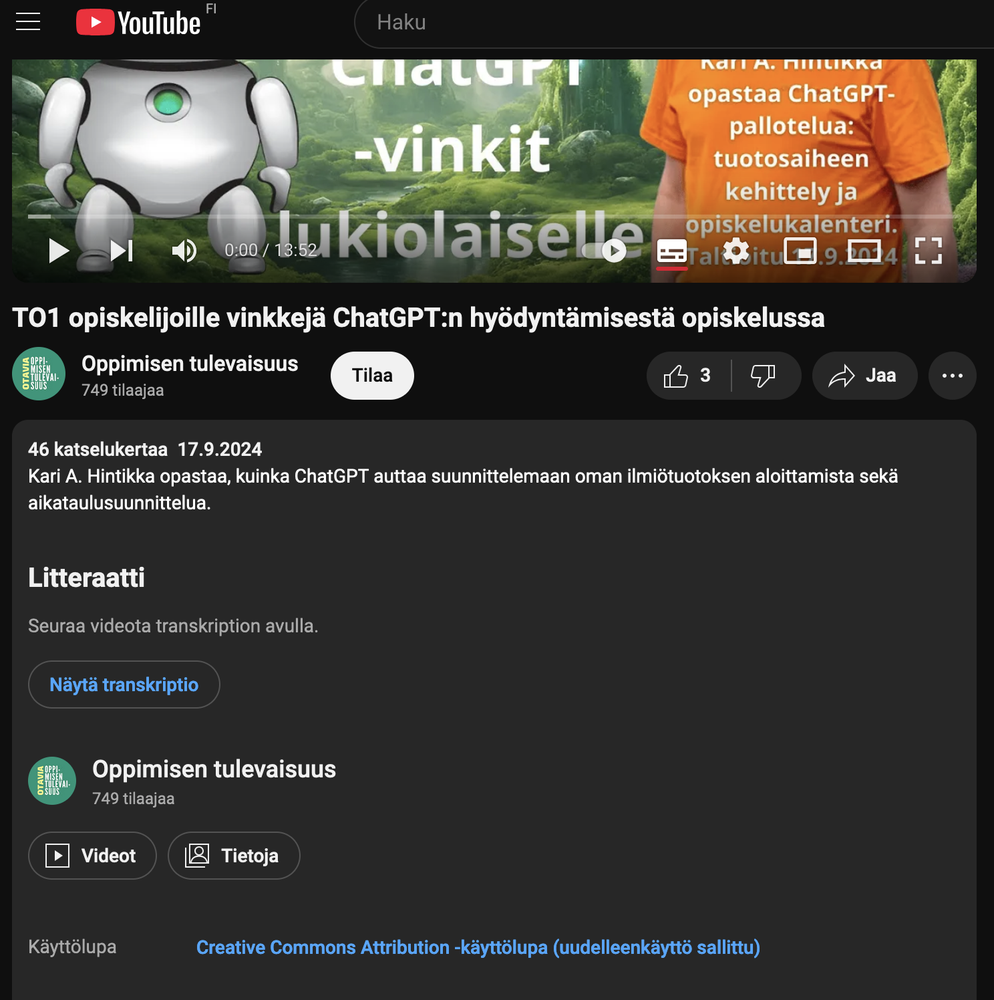 YouTube FI
Haku
ChatGPT
-vinkit
lukiolaiselle
Kari A. Hintikka
opastaa ChatGPT-
pallotelua:
tuotosaiheen
kehittely ja
opiskelukalenteri.
.9.2024
0:00 / 13:52
TO1 opiskelijoille vinkkejä ChatGPT:n hyödyntämisestä opiskelussa
OTAVIA
OPPI-
MISEN
TULEVAI-
SUUS
Oppimisen tulevaisuus
749 tilaajaa
Tilaa
3
Jaa
46 katselukertaa 17.9.2024
Kari A. Hintikka opastaa, kuinka ChatGPT auttaa suunnittelemaan oman ilmiötuotoksen aloittamista sekä
aikataulusuunnittelua.
Litteraatti
Seuraa videota transkription avulla.
Näytä transkriptio
OTAVIA
OPPI-
MISEN
TULEVAI-
SUUS
Oppimisen tulevaisuus
749 tilaajaa
Videot
Tietoja
Käyttölupa
Creative Commons Attribution -käyttölupa (uudelleenkäyttö sallittu)